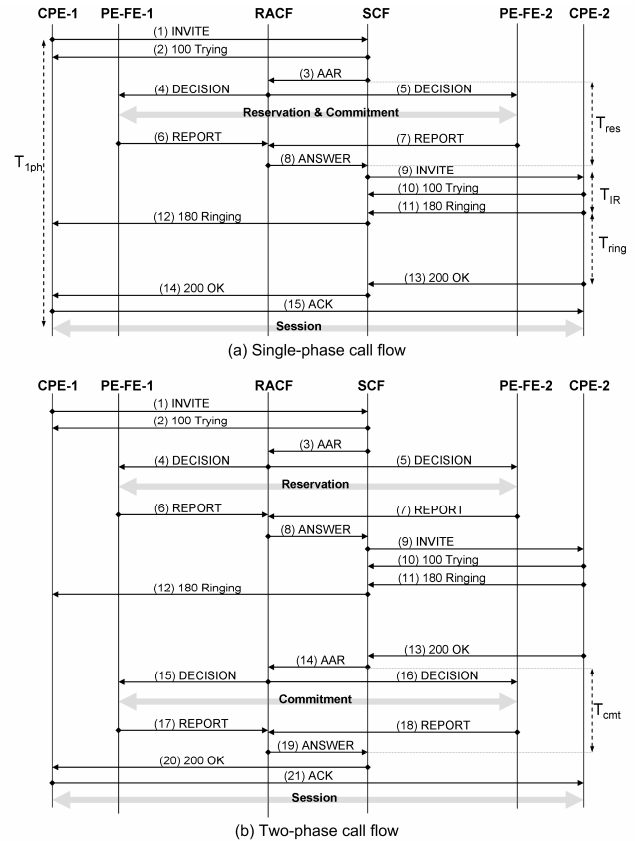 CPE-1 PE-FE-1 RACF SCF PE-FE-2 CPE-2
(1) INVITE
(2) 100 Trying
(3) AAR
(4) DECISION (5) DECISION
Reservation & Commitment
(6) REPORT (7) REPORT
(8) ANSWER
(9) INVITE
(10) 100 Trying
(11) 180 Ringing
(12) 180 Ringing
(13) 200 OK
(14) 200 OK
(15) ACK
Session
T1ph
Tres
TIR
Tring
(a) Single-phase call flow
CPE-1 PE-FE-1 RACF SCF PE-FE-2 CPE-2
(1) INVITE
(2) 100 Trying
(3) AAR
(4) DECISION (5) DECISION
Reservation
(6) REPORT (7) REPORT
(8) ANSWER
(9) INVITE
(10) 100 Trying
(11) 180 Ringing
(12) 180 Ringing
(13) 200 OK
(14) AAR
(15) DECISION (16) DECISION
Commitment
(17) REPORT (18) REPORT
(19) ANSWER
(20) 200 OK
(21) ACK
Session
Tcmt
(b) Two-phase call flow